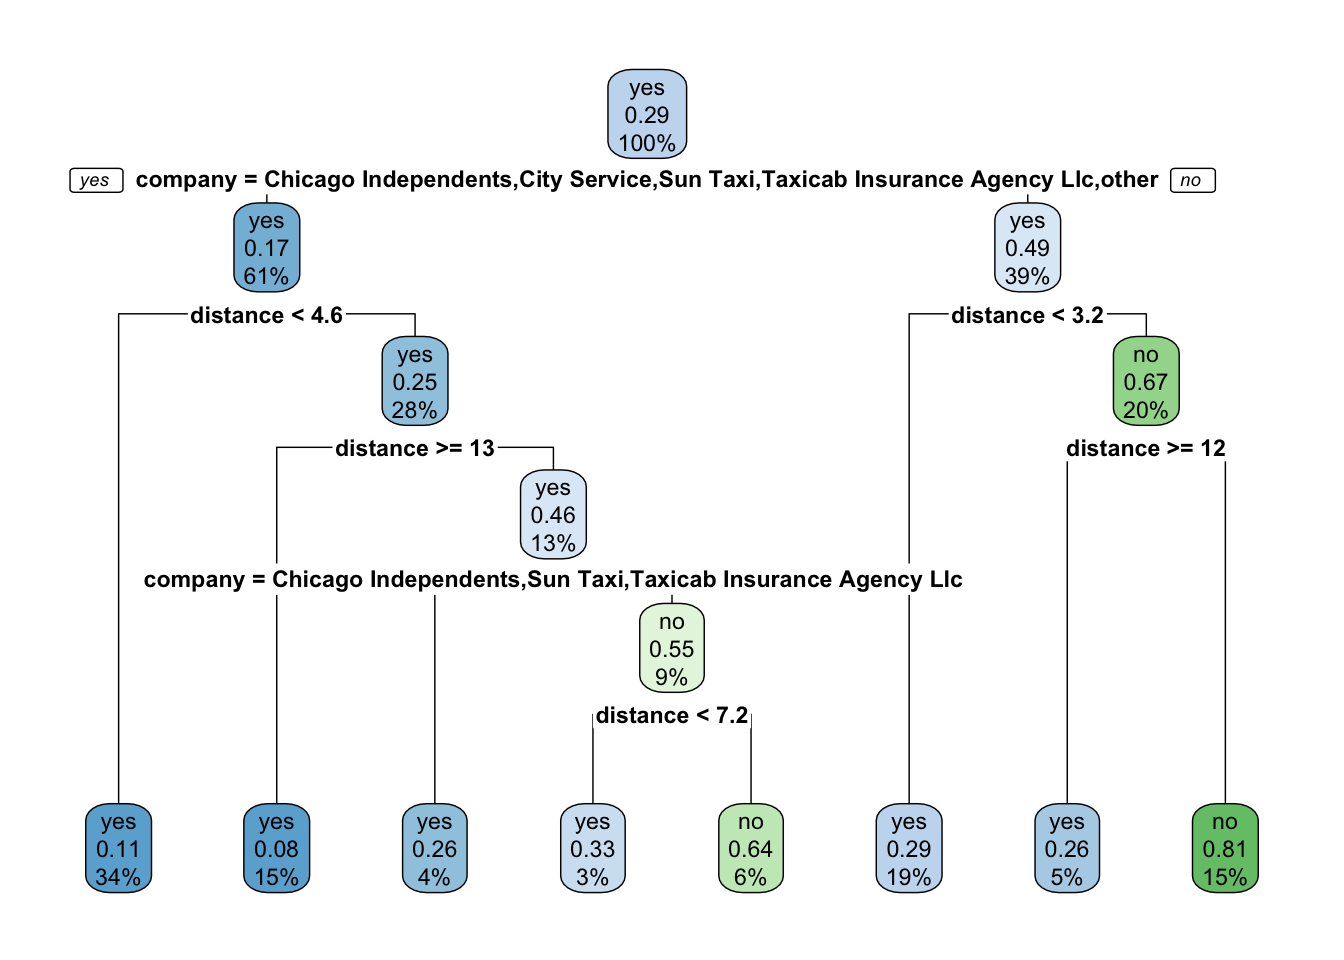 yes
0.29
100%
yes company = Chicago Independents,City Service,Sun Taxi,Taxicab Insurance Agency Llc,other no
yes
0.17
61%
yes
0.49
39%
distance < 4.6
distance < 3.2
yes
0.25
28%
no
0.67
20%
distance >= 13
distance >= 12
yes
0.46
13%
company = Chicago Independents,Sun Taxi,Taxicab Insurance Agency Llc
no
0.55
9%
distance < 7.2
yes
0.11
34%
yes
0.08
15%
yes
0.26
4%
yes
0.33
3%
no
0.64
6%
yes
0.29
19%
yes
0.26
5%
no
0.81
15%